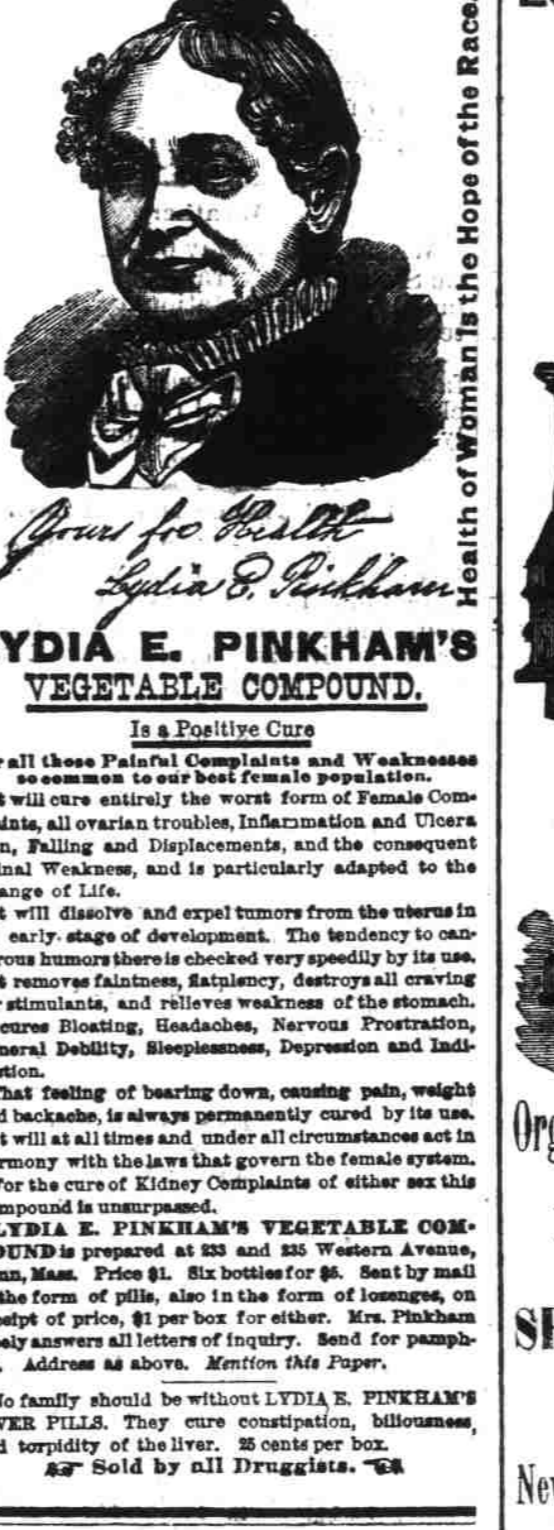 Health of Woman is the Hope of the Race.
Yours for Health
Lydia E. Pinkham
YDIA E. PINKHAM'S
VEGETABLE COMPOUND.
Is a Positive Cure
r all those Painful Complaints and Weaknesses
so common to our best female population.
t will cure entirely the worst form of Female Com-
aints, all ovarian troubles, Inflammation and Ulcera
n, Falling and Displacements, and the consequent
inal Weakness, and is particularly adapted to the
ange of Life.
t will dissolve and expel tumors from the uterus in
early stage of development. The tendency to can-
rous humors there is checked very speedily by its use.
t removes faintness, flatulency, destroys all craving
r stimulants, and relieves weakness of the stomach.
cures Bloating, Headaches, Nervous Prostration,
neral Debility, Sleeplessness, Depression and Indi-
stion.
hat feeling of bearing down, causing pain, weight
d backache, is always permanently cured by its use.
t will at all times and under all circumstances act in
rmony with the laws that govern the female system.
or the cure of Kidney Complaints of either sex this
mpound is unsurpassed.
LYDIA E. PINKHAM'S VEGETABLE COM-
OUND is prepared at 233 and 235 Western Avenue,
nn, Mass. Price $1. Six bottles for $5. Sent by mail
the form of pills, also in the form of lozenges, on
ceipt of price, $1 per box for either. Mrs. Pinkham
ely answers all letters of inquiry. Send for pamph-
. Address as above. Mention this Paper.
No family should be without LYDIA E. PINKHAM'S
VER PILLS. They cure constipation, biliousness,
d torpidity of the liver. 25 cents per box.
Sold by all Druggists.
Org
SH
New